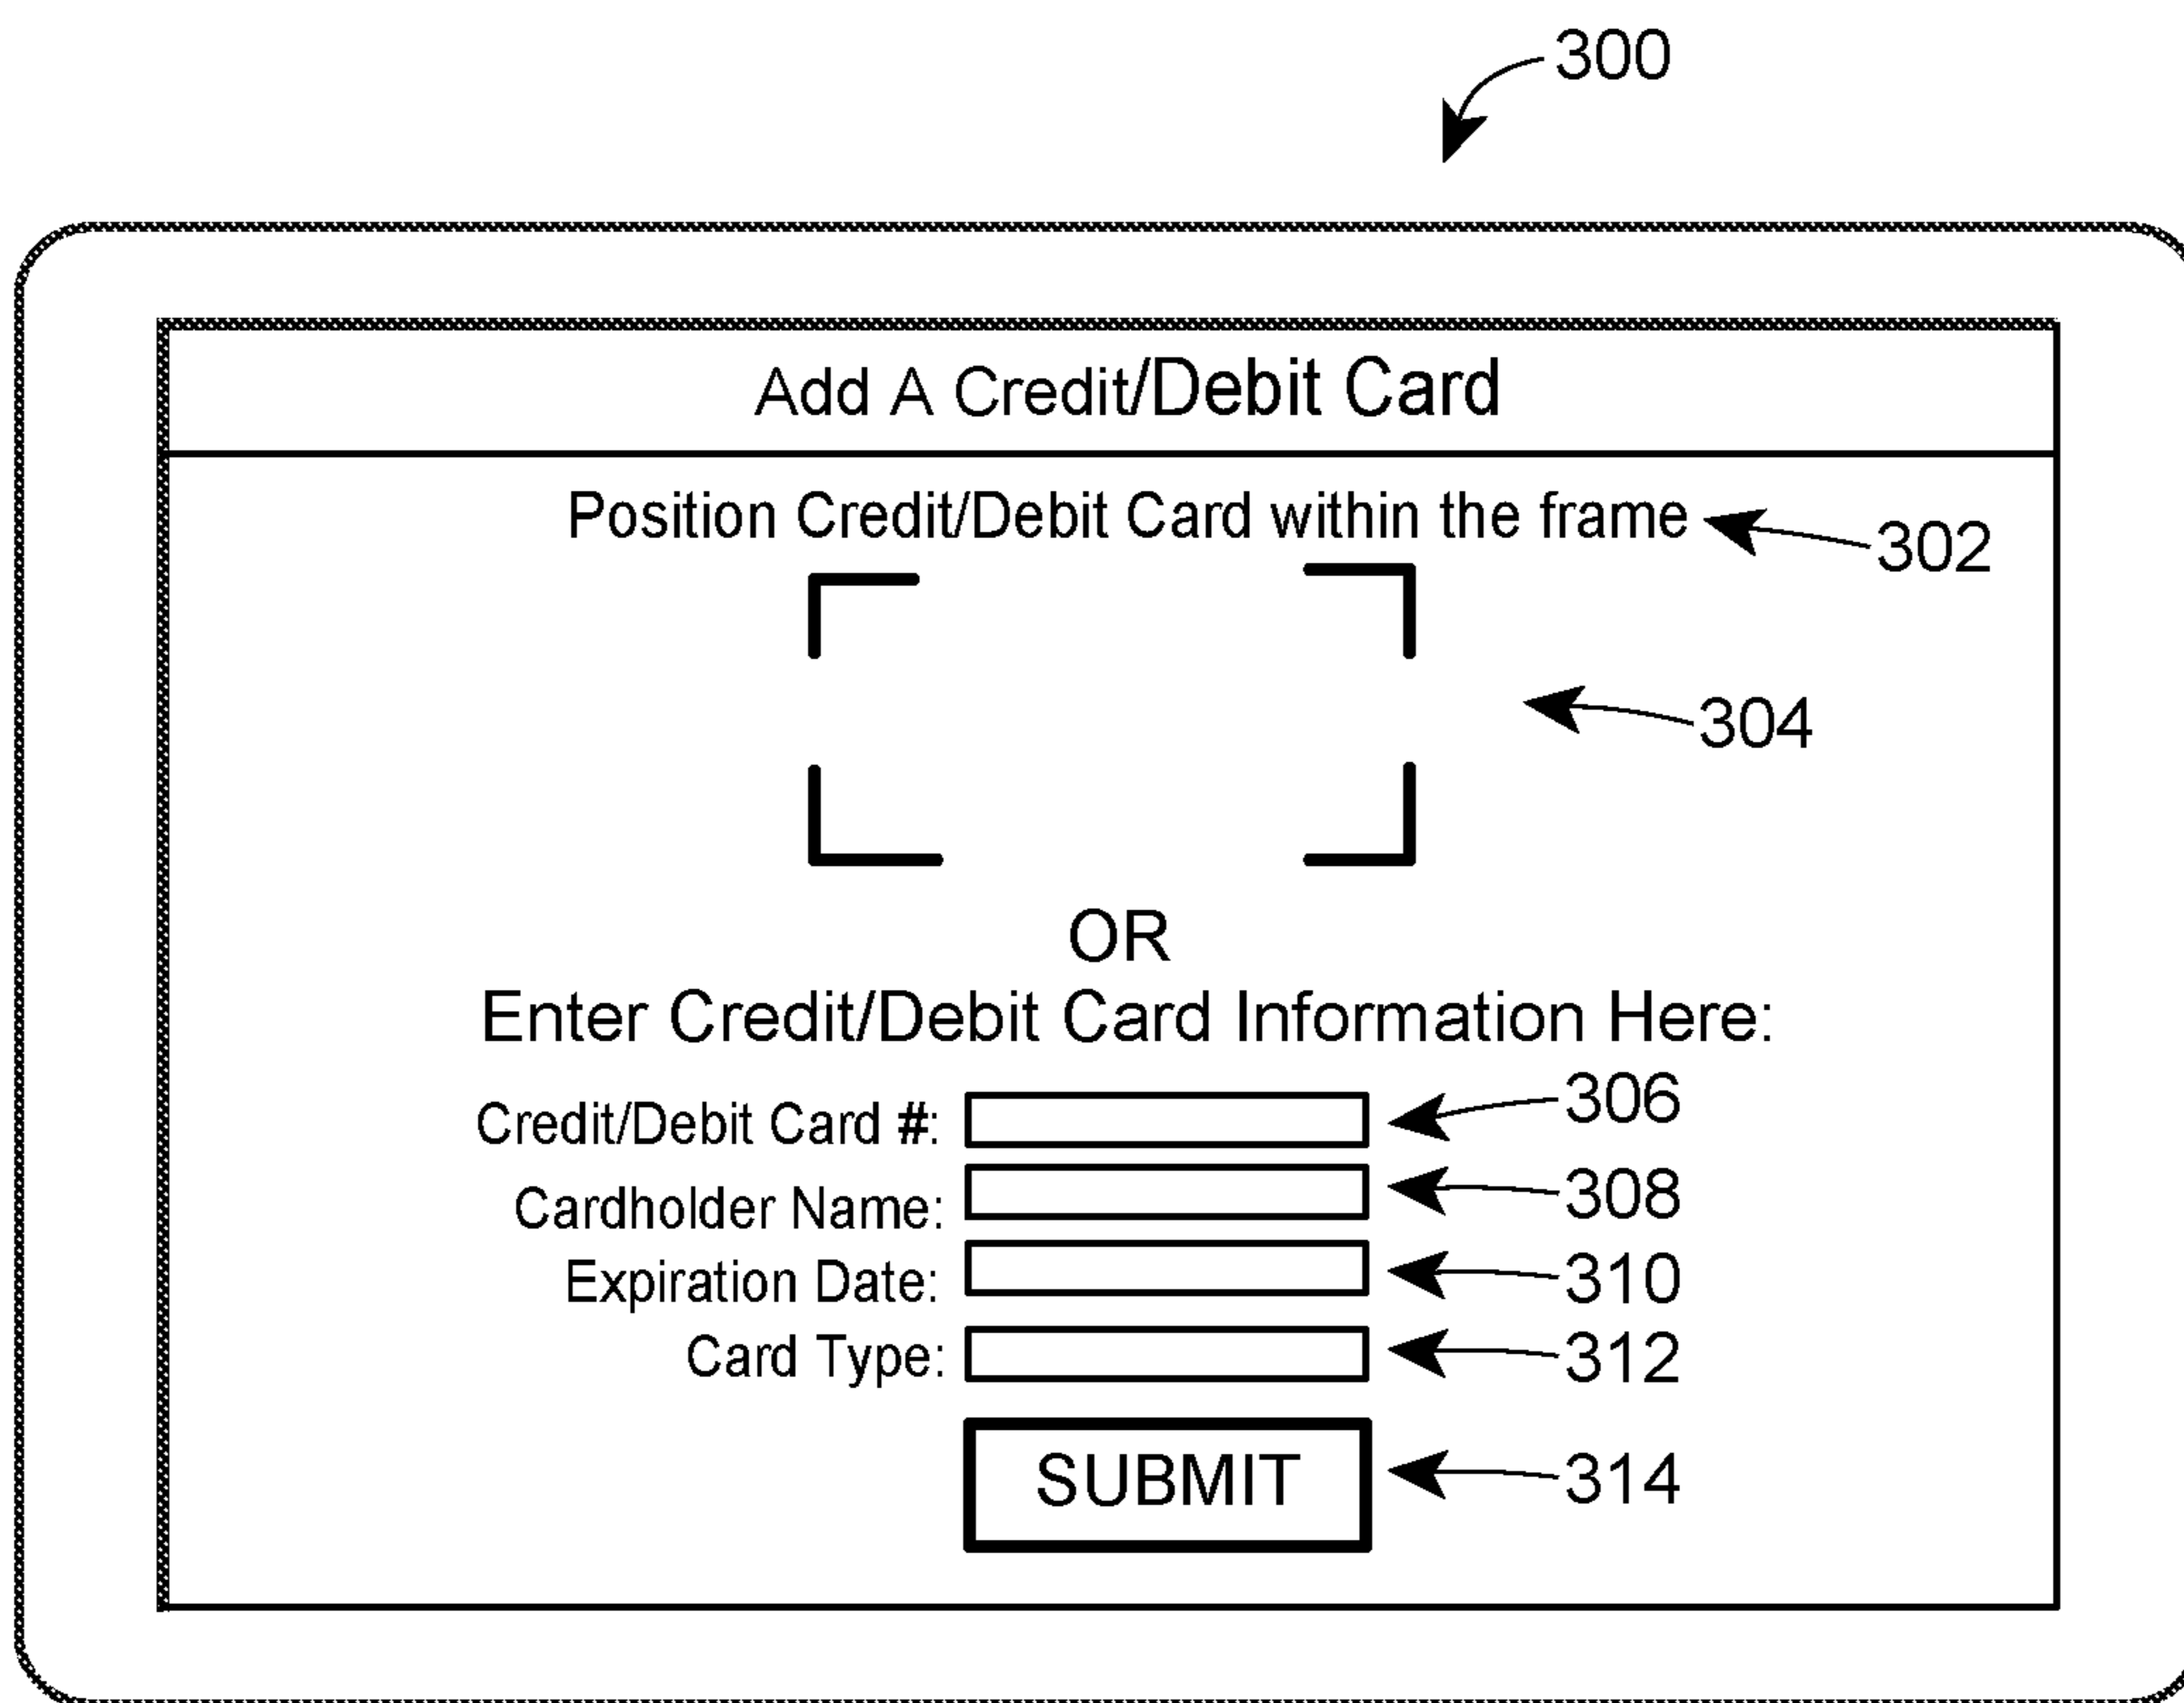 300
Add A Credit/Debit Card
Position Credit/Debit Card within the frame 302
304
OR
Enter Credit/Debit Card Information Here:
Credit/Debit Card #: 306
Cardholder Name: 308
Expiration Date: 310
Card Type: 312
SUBMIT 314